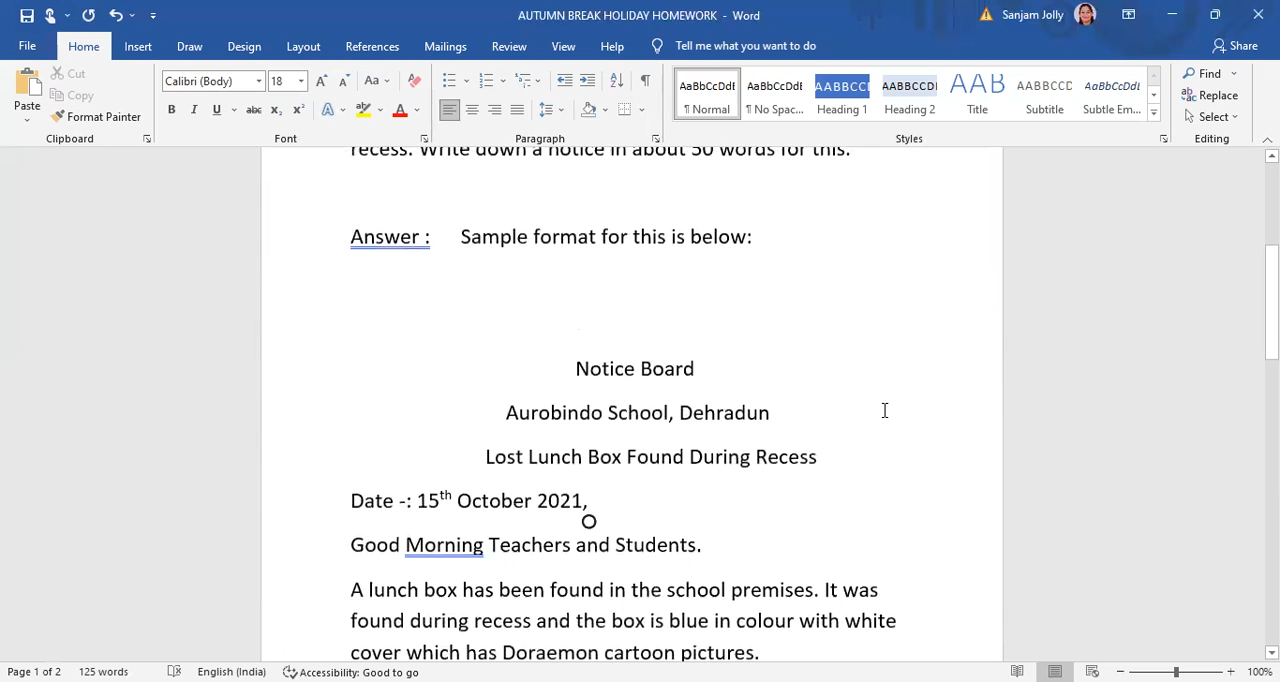 AUTUMN BREAK HOLIDAY HOMEWORK - Word
Sanjam Jolly
File Home Insert Draw Design Layout References Mailings Review View Help Tell me what you want to do Share
Paste
Cut
Copy
Format Painter
Clipboard
Calibri (Body) 18
Font
Paragraph
AaBbCcDdE AaBbCcDdE AABBCC AABBCCDI AAB AABBCCD AaBbCcDdE
¶ Normal ¶ No Spac... Heading 1 Heading 2 Title Subtitle Subtle Em...
Styles
Find
Replace
Select
Editing
recess. Write down a notice in about 50 words for this.
Answer : Sample format for this is below:
Notice Board
Aurobindo School, Dehradun
Lost Lunch Box Found During Recess
Date -: 15th October 2021,
Good Morning Teachers and Students.
A lunch box has been found in the school premises. It was
found during recess and the box is blue in colour with white
cover which has Doraemon cartoon pictures.
Page 1 of 2 125 words English (India) Accessibility: Good to go 100%